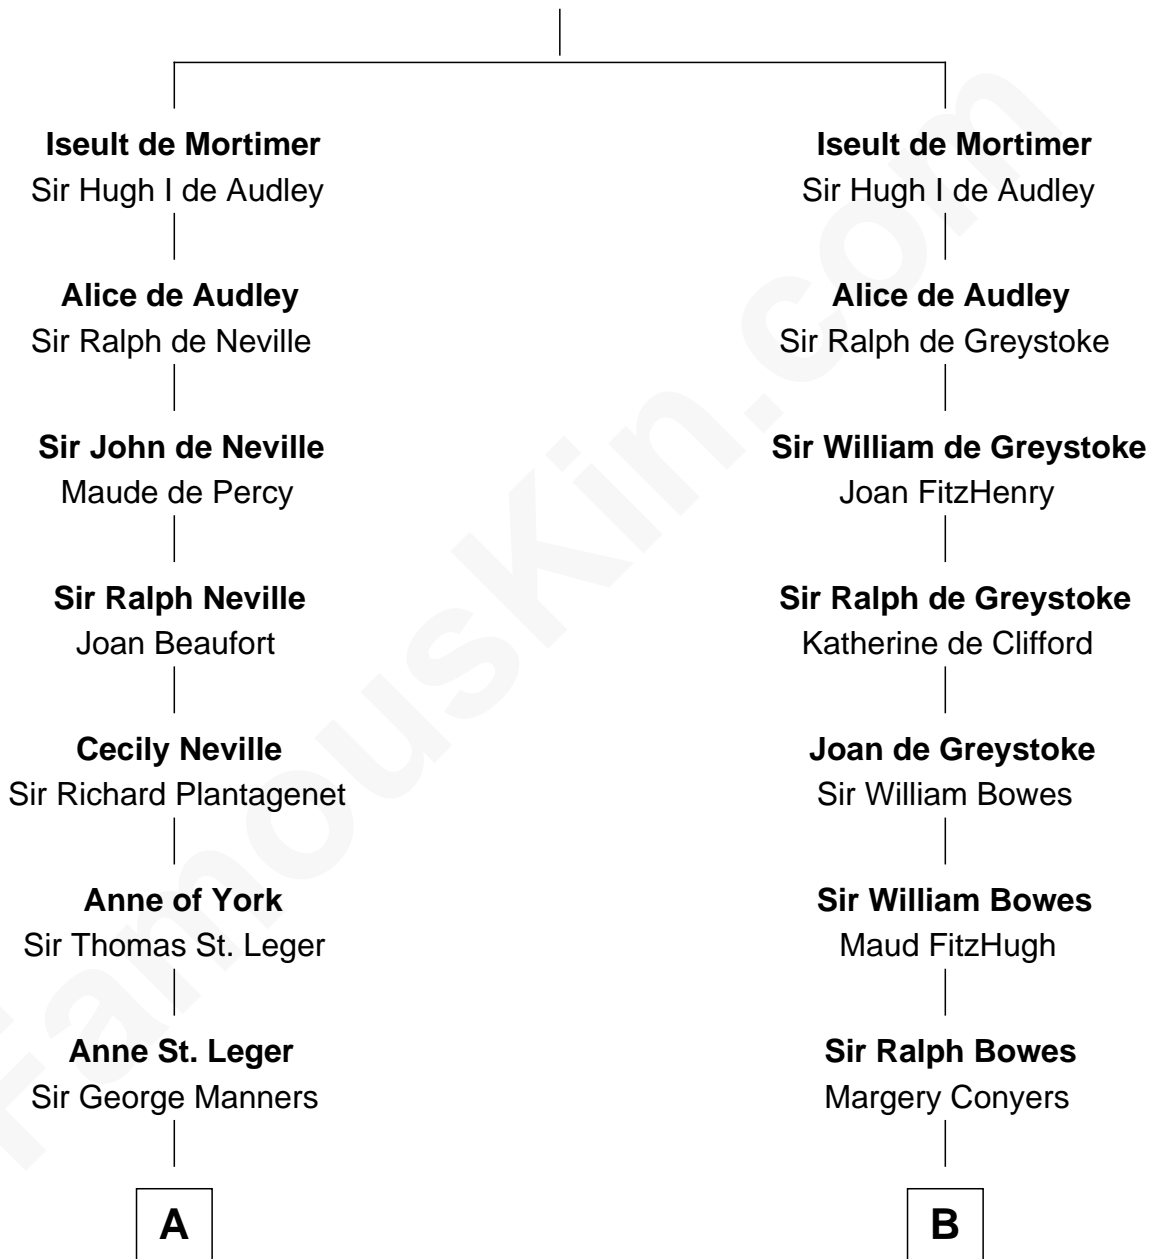 Iseult de Mortimer
Sir Hugh I de Audley
Alice de Audley
Sir Ralph de Neville
Sir John de Neville
Maude de Percy
Sir Ralph Neville
Joan Beaufort
Cecily Neville
Sir Richard Plantagenet
Anne of York
Sir Thomas St. Leger
Anne St. Leger
Sir George Manners
A
Iseult de Mortimer
Sir Hugh I de Audley
Alice de Audley
Sir Ralph de Greystoke
Sir William de Greystoke
Joan FitzHenry
Sir Ralph de Greystoke
Katherine de Clifford
Joan de Greystoke
Sir William Bowes
Sir William Bowes
Maud FitzHugh
Sir Ralph Bowes
Margery Conyers
B
FamousKin.com